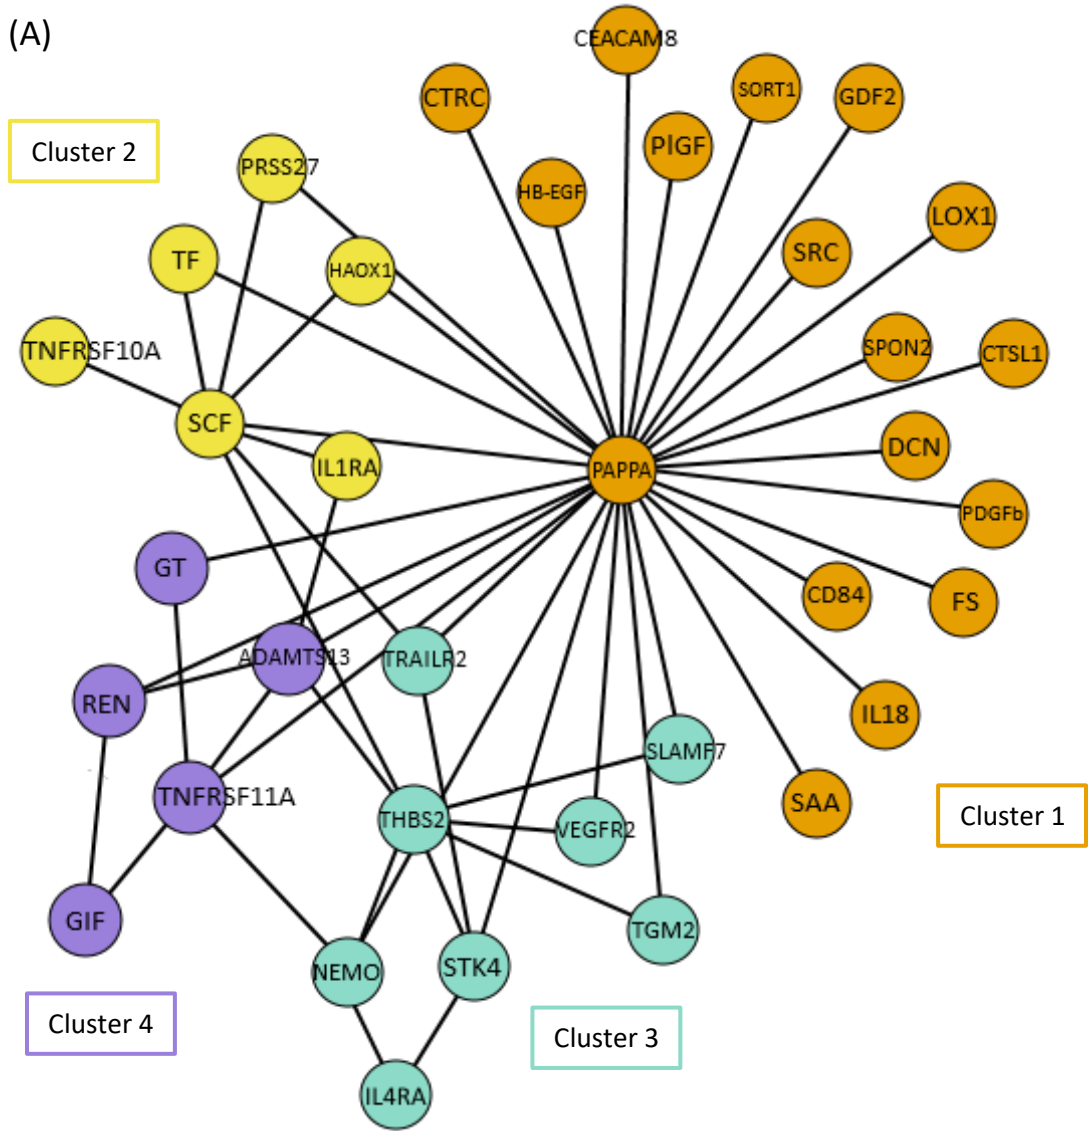 (A)
CEACAM8
CTRC
SORT1
GDF2
PlGF
Cluster 2
PRSS27
HB-EGF
LOX1
TF
HAOX1
SRC
TNFRSF10A
SPON2
CTSL1
SCF
IL1RA
PAPPA
DCN
PDGFb
GT
CD84
FS
ADAMTS13
TRAILR2
REN
IL18
SLAMF7
TNFRSF11A
THBS2
VEGFR2
SAA
Cluster 1
GIF
TGM2
NEMO
STK4
Cluster 4
Cluster 3
IL4RA